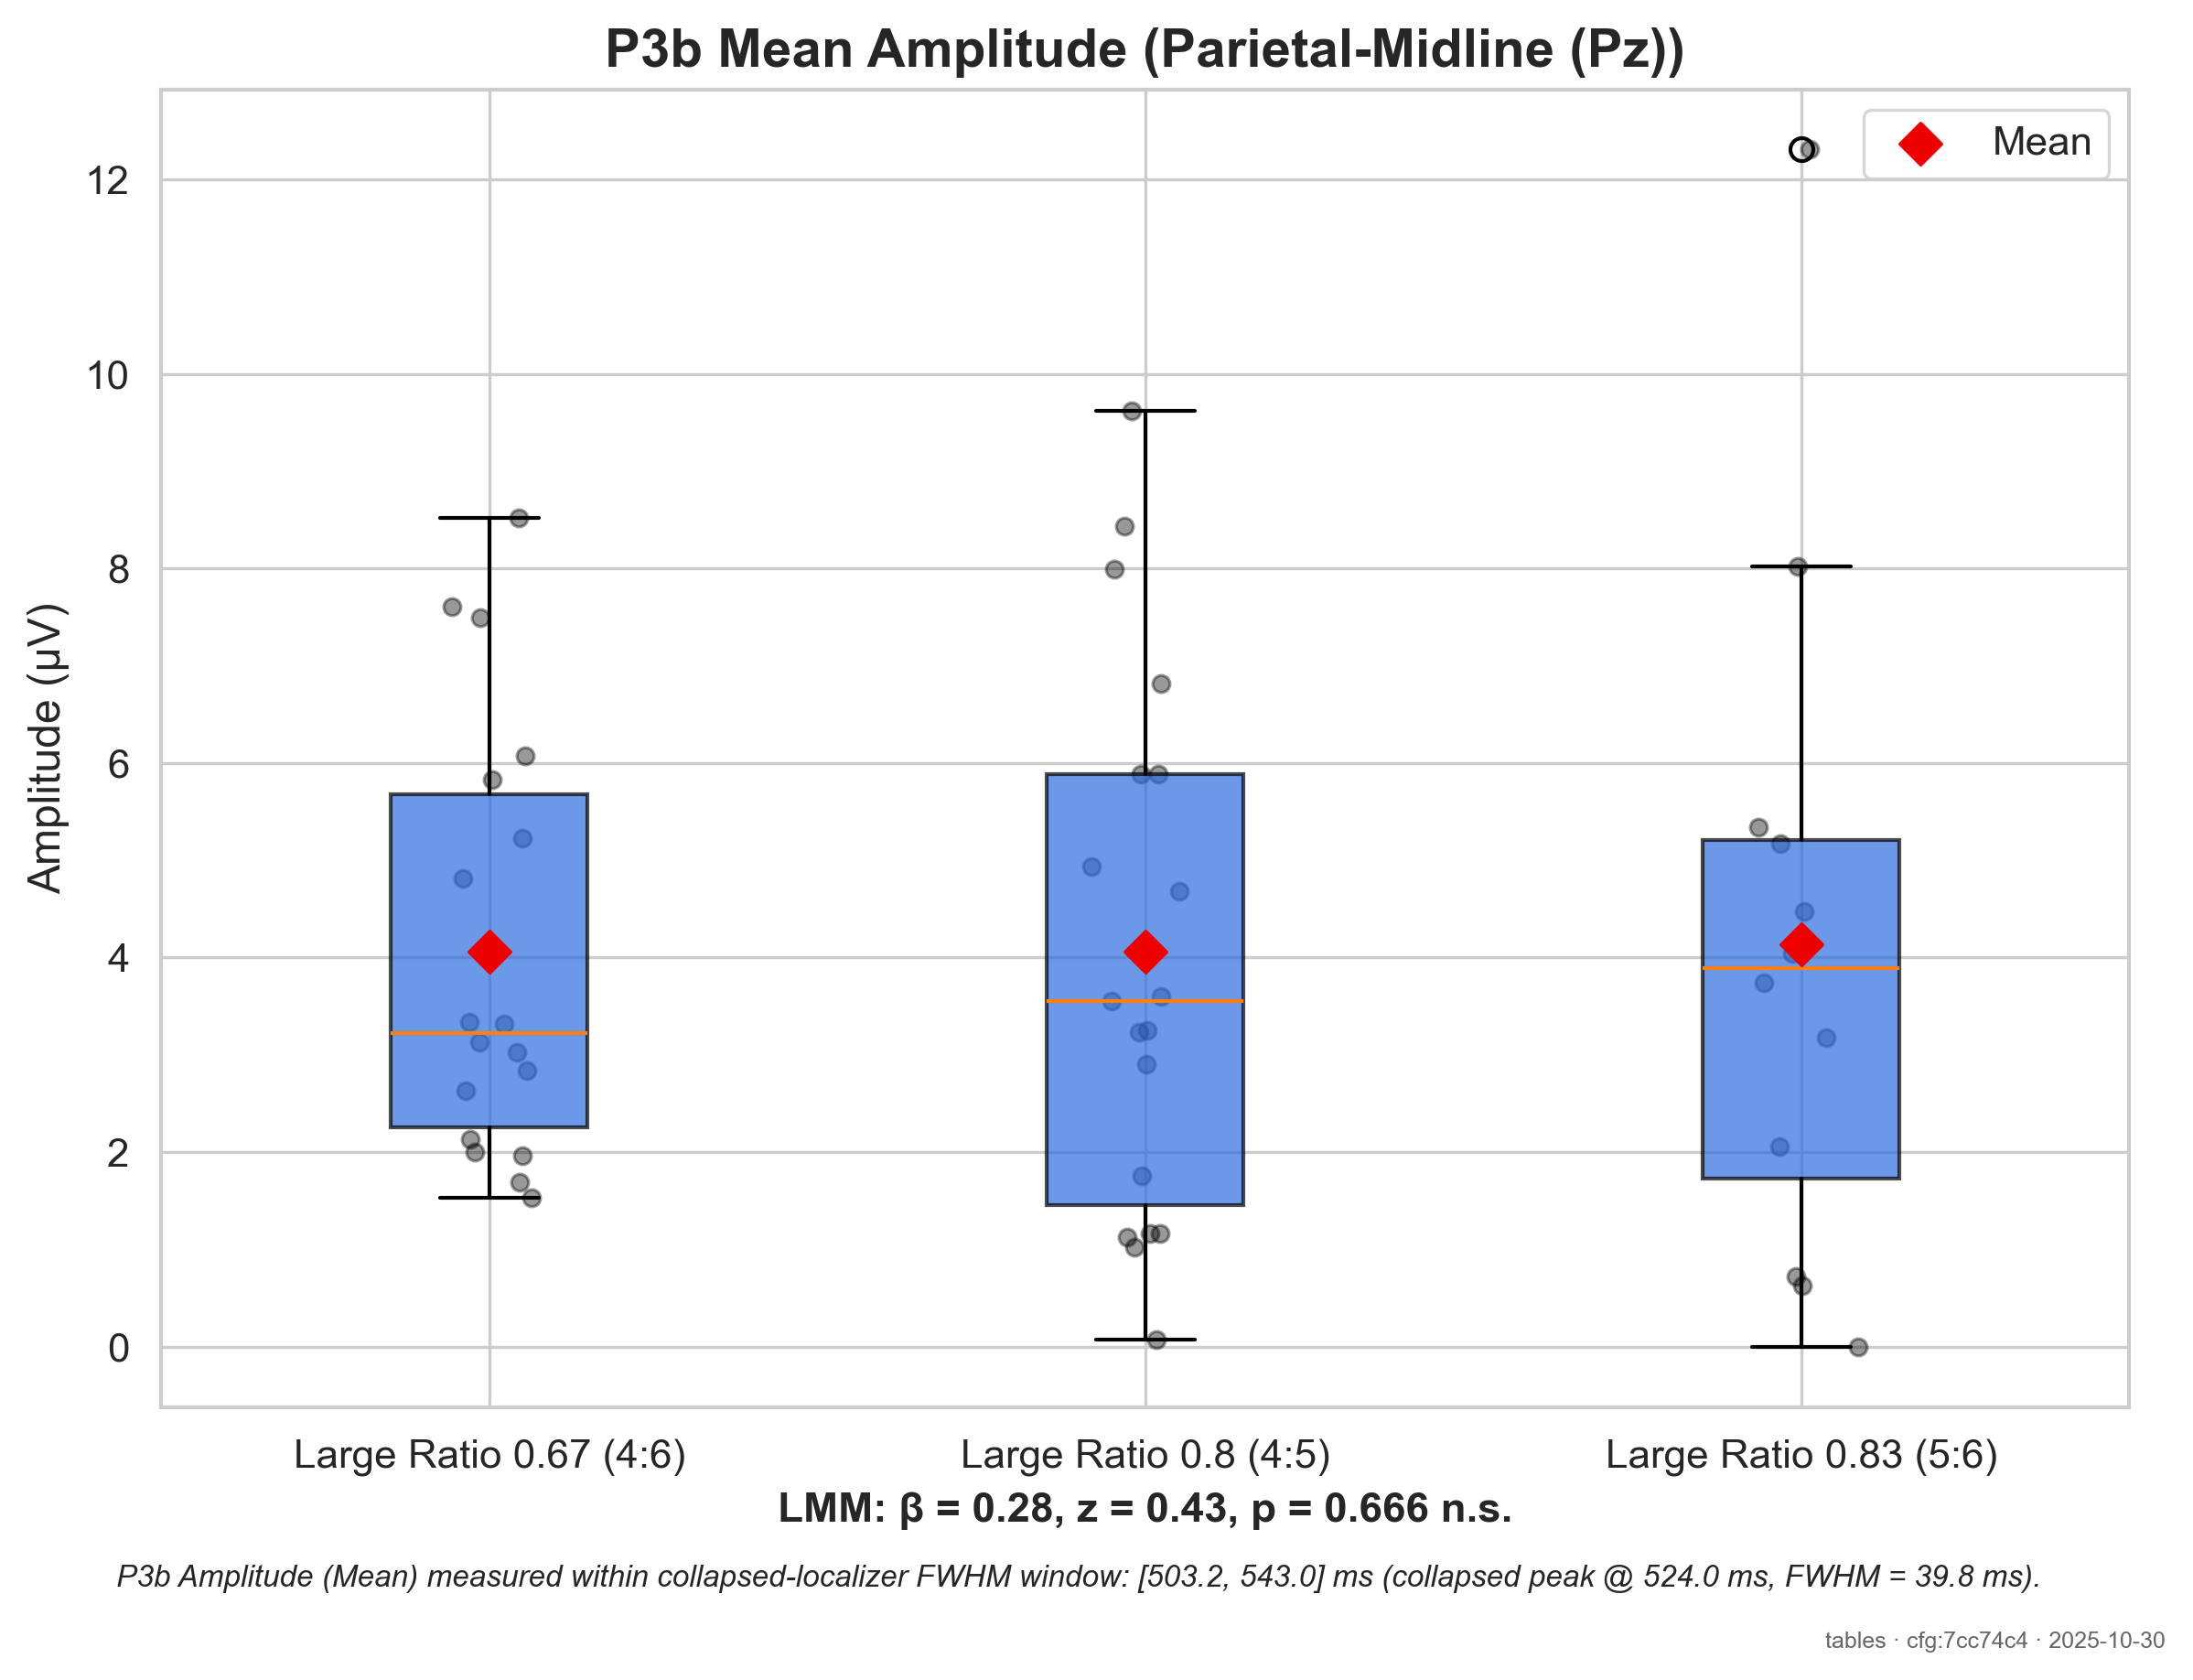 P3b Mean Amplitude (Parietal-Midline (Pz))
Mean
Amplitude (µV)
12
10
8
6
4
2
0
Large Ratio 0.67 (4:6)
Large Ratio 0.8 (4:5)
Large Ratio 0.83 (5:6)
LMM: β = 0.28, z = 0.43, p = 0.666 n.s.
P3b Amplitude (Mean) measured within collapsed-localizer FWHM window: [503.2, 543.0] ms (collapsed peak @ 524.0 ms, FWHM = 39.8 ms).
tables · cfg:7cc74c4 · 2025-10-30